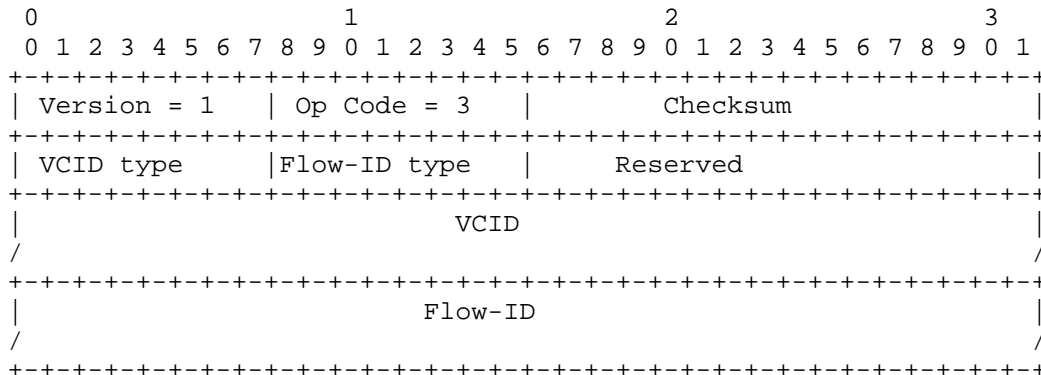 0                   1                   2                   3
 0 1 2 3 4 5 6 7 8 9 0 1 2 3 4 5 6 7 8 9 0 1 2 3 4 5 6 7 8 9 0 1
+-+-+-+-+-+-+-+-+-+-+-+-+-+-+-+-+-+-+-+-+-+-+-+-+-+-+-+-+-+-+-+-+
| Version = 1   | Op Code = 3   |        Checksum               |
+-+-+-+-+-+-+-+-+-+-+-+-+-+-+-+-+-+-+-+-+-+-+-+-+-+-+-+-+-+-+-+-+
| VCID type     |Flow-ID type   |     Reserved                  |
+-+-+-+-+-+-+-+-+-+-+-+-+-+-+-+-+-+-+-+-+-+-+-+-+-+-+-+-+-+-+-+-+
|                           VCID                                |
/                                                               /
+-+-+-+-+-+-+-+-+-+-+-+-+-+-+-+-+-+-+-+-+-+-+-+-+-+-+-+-+-+-+-+-+
|                         Flow-ID                               |
/                                                               /
+-+-+-+-+-+-+-+-+-+-+-+-+-+-+-+-+-+-+-+-+-+-+-+-+-+-+-+-+-+-+-+-+